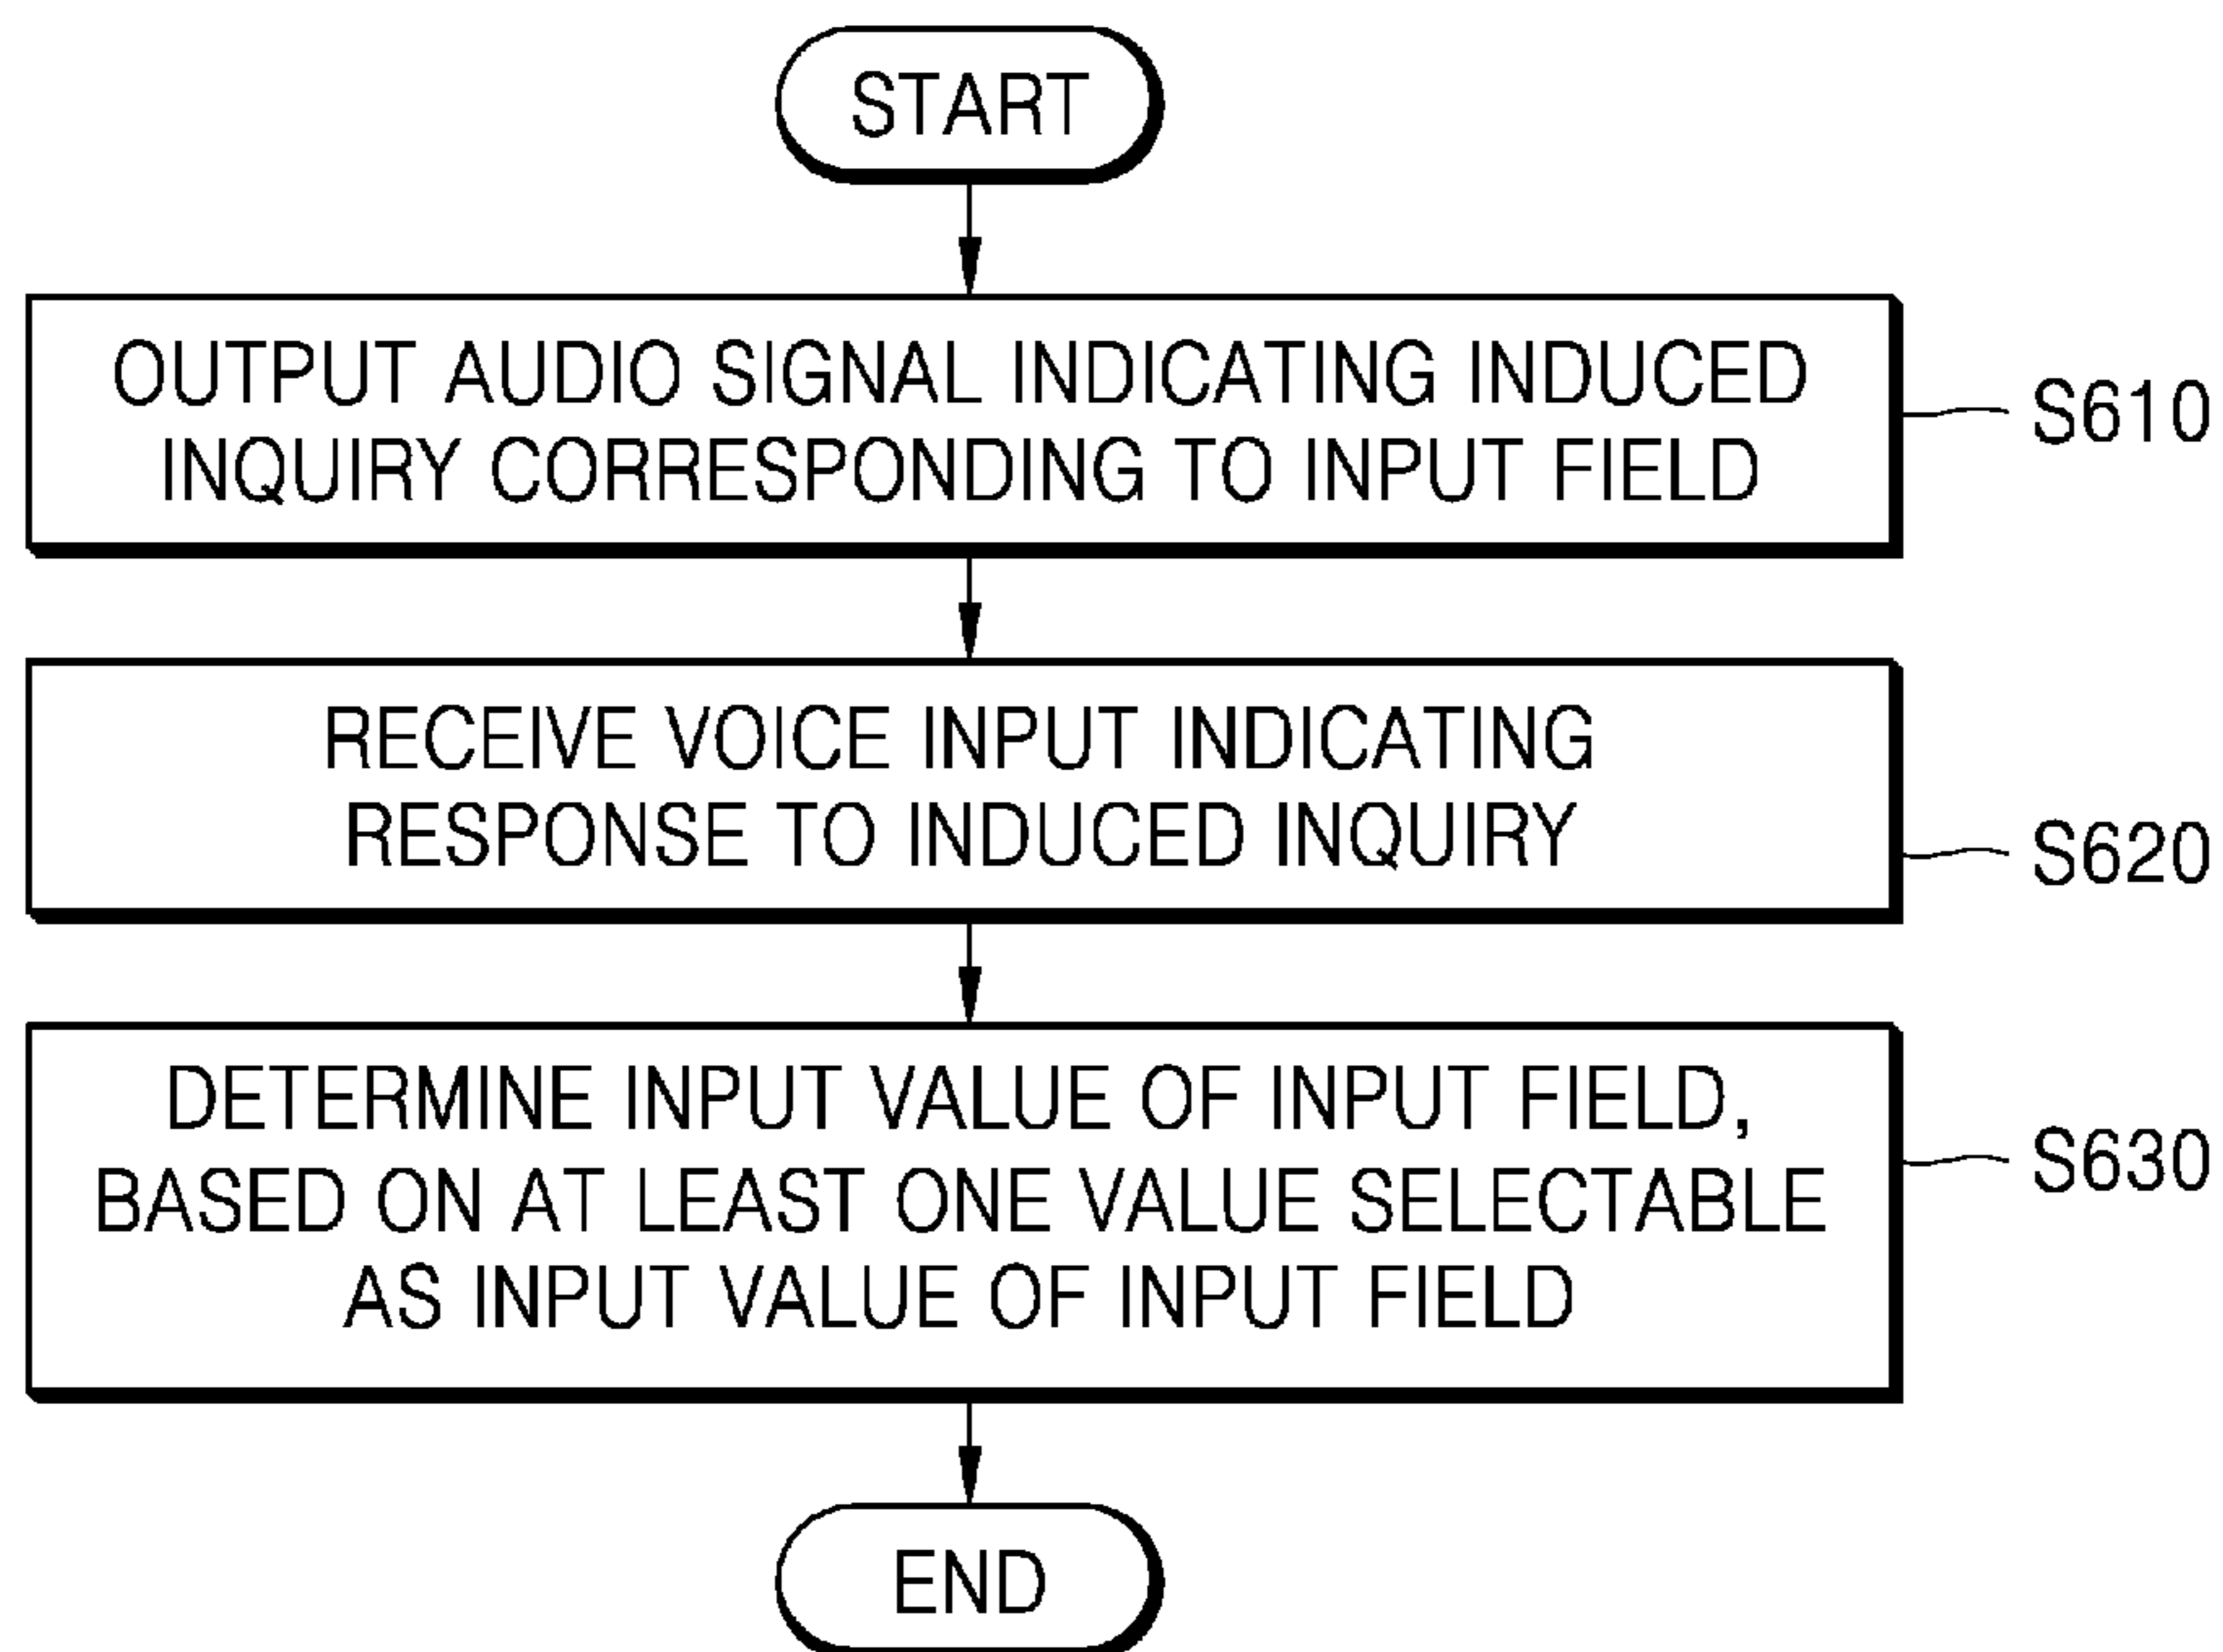 START
OUTPUT AUDIO SIGNAL INDICATING INDUCED
INQUIRY CORRESPONDING TO INPUT FIELD
S610
RECEIVE VOICE INPUT INDICATING
RESPONSE TO INDUCED INQUIRY
S620
DETERMINE INPUT VALUE OF INPUT FIELD,
BASED ON AT LEAST ONE VALUE SELECTABLE
AS INPUT VALUE OF INPUT FIELD
S630
END